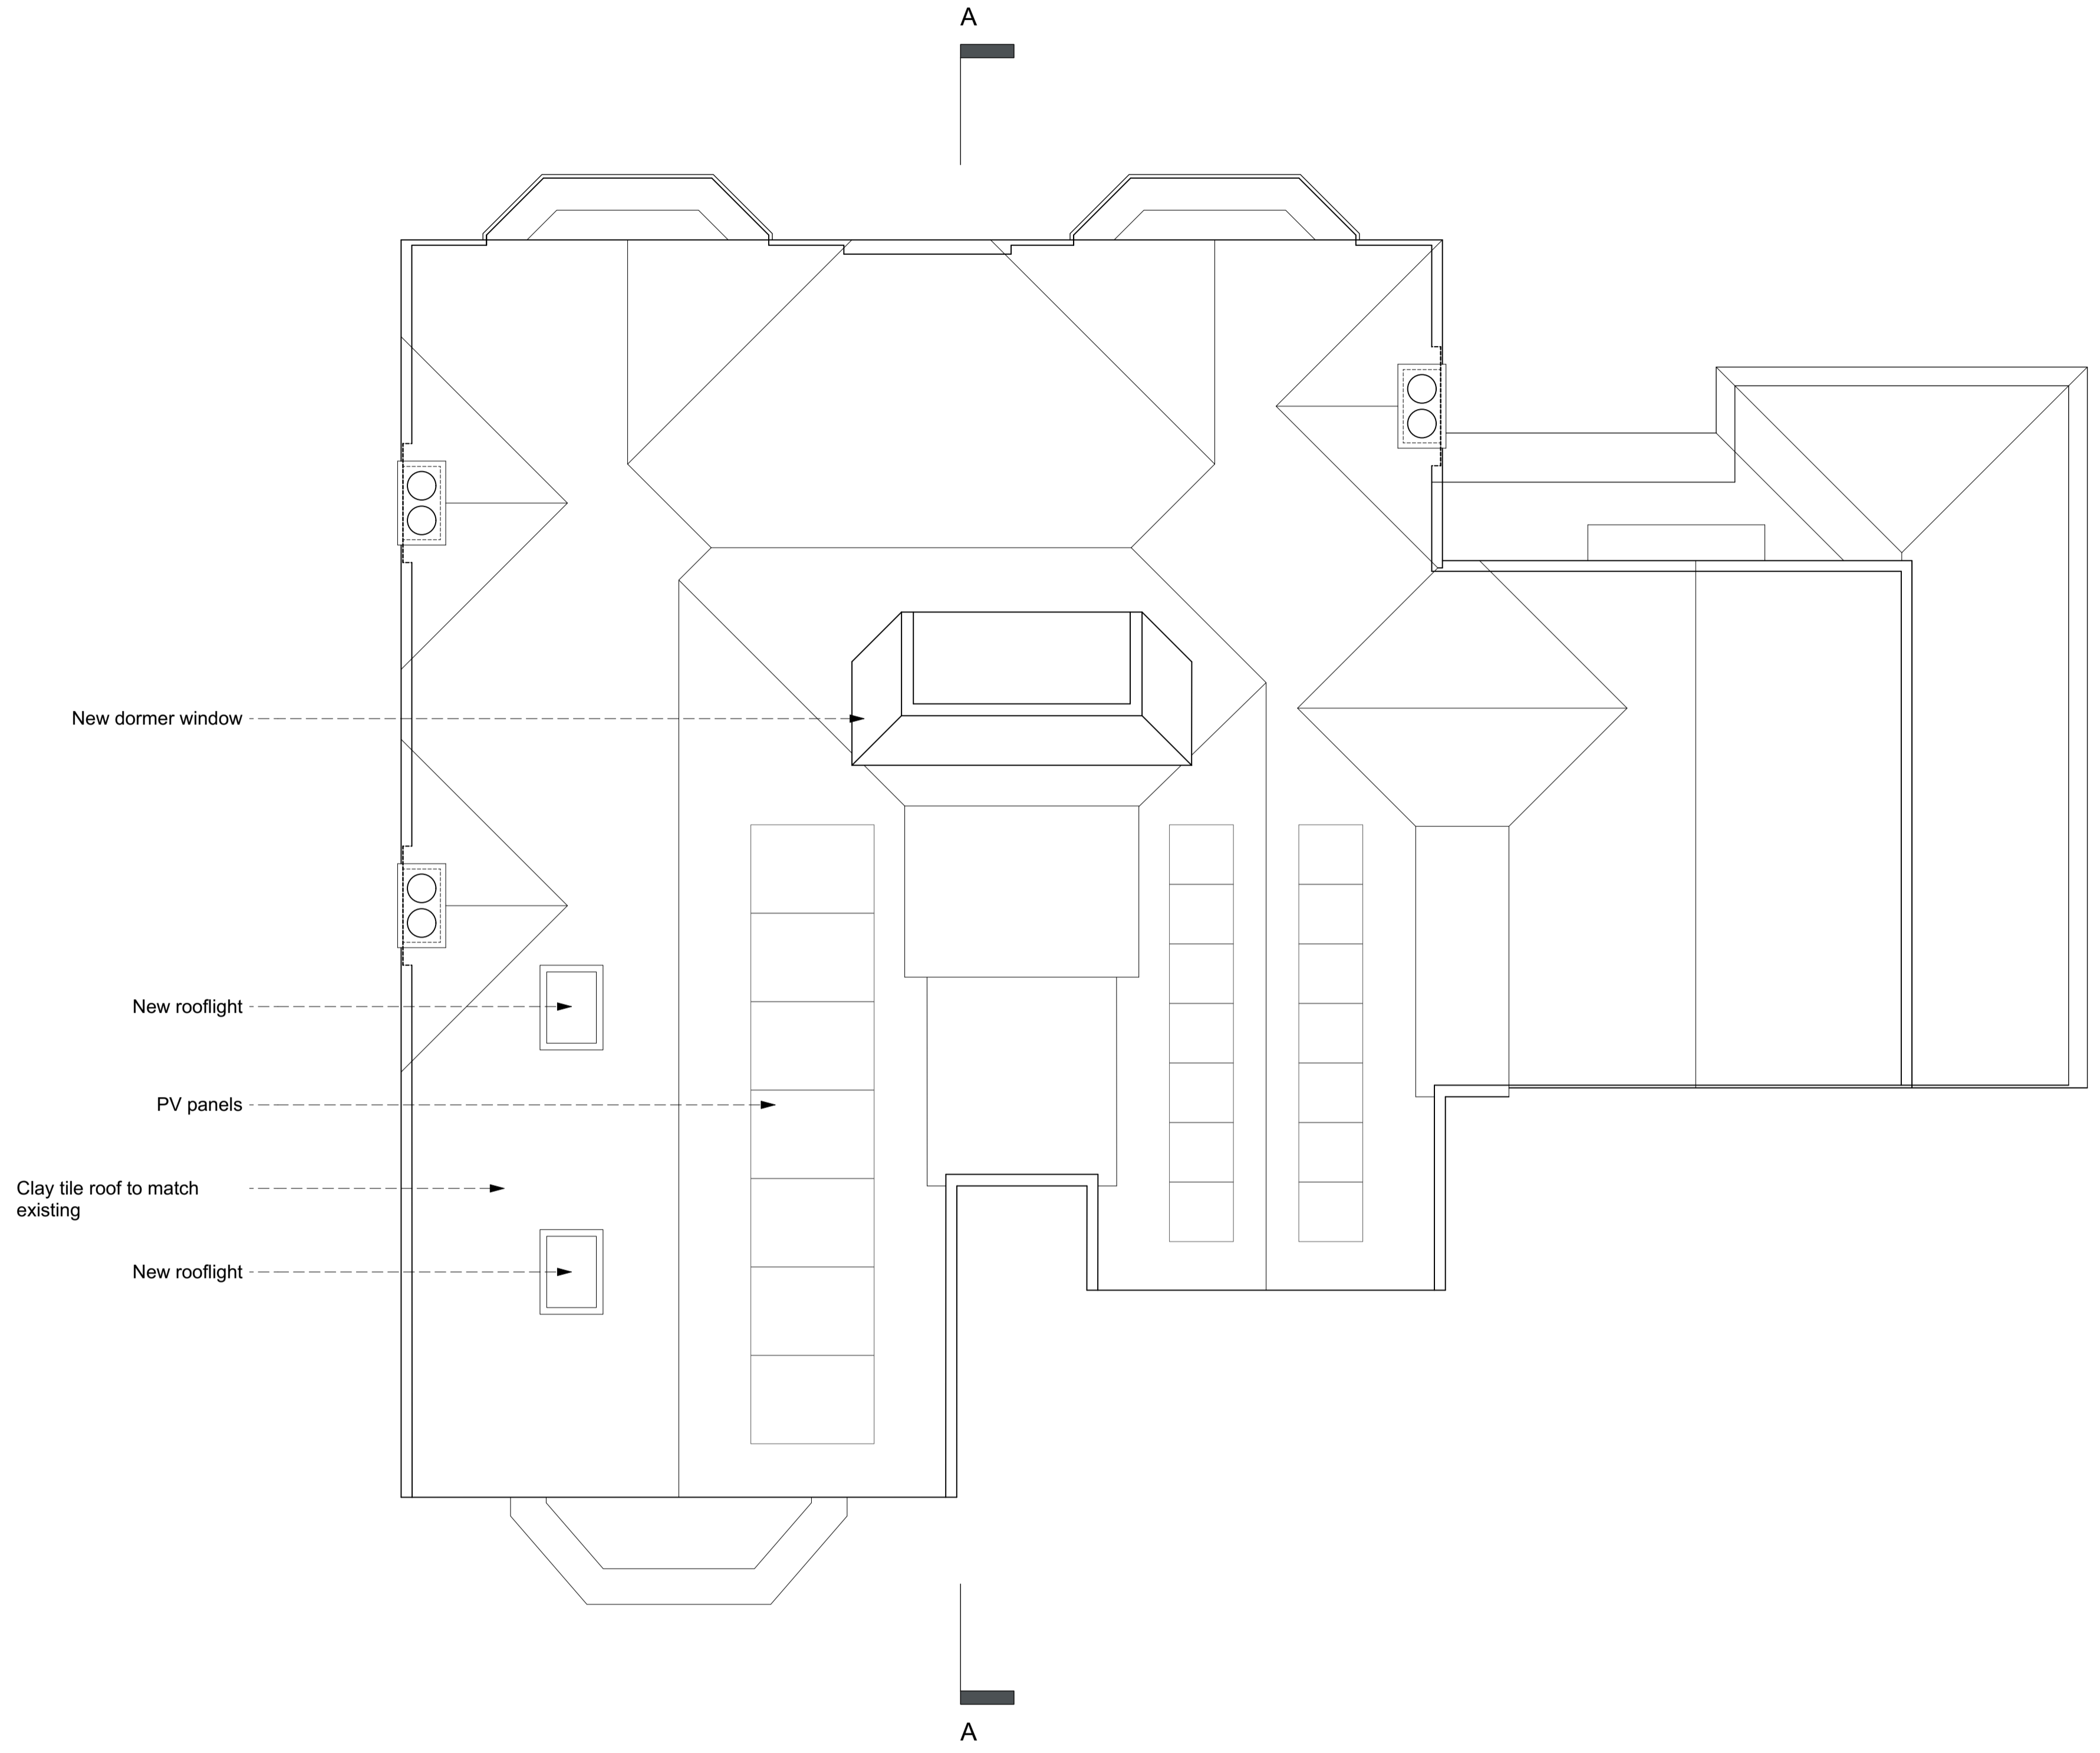 A
New dormer window
New rooflight
PV panels
Clay tile roof to match
existing
New rooflight
A